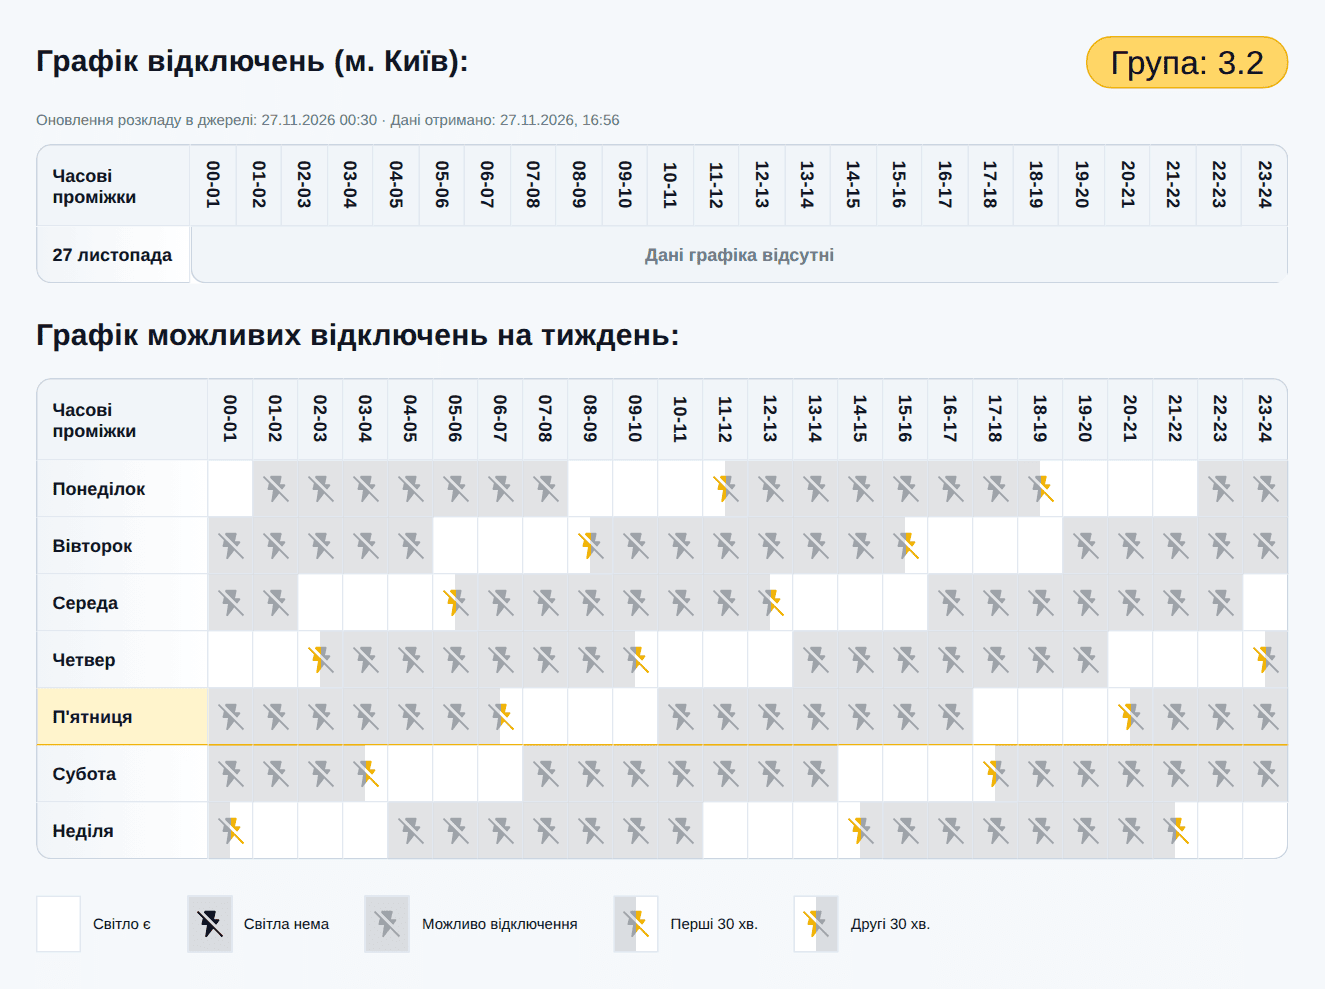 Графік відключень (м. Київ):
Група: 3.2
Оновлення розкладу в джерелі: 27.11.2026 00:30 · Дані отримано: 27.11.2026, 16:56
Часові проміжки 00-01 01-02 02-03 03-04 04-05 05-06 06-07 07-08 08-09 09-10 10-11 11-12 12-13 13-14 14-15 15-16 16-17 17-18 18-19 19-20 20-21 21-22 22-23 23-24
27 листопада Дані графіка відсутні
Графік можливих відключень на тиждень:
Часові проміжки 00-01 01-02 02-03 03-04 04-05 05-06 06-07 07-08 08-09 09-10 10-11 11-12 12-13 13-14 14-15 15-16 16-17 17-18 18-19 19-20 20-21 21-22 22-23 23-24
Понеділок
Вівторок
Середа
Четвер
П'ятниця
Субота
Неділя
Світло є Світла нема Можливо відключення Перші 30 хв. Другі 30 хв.